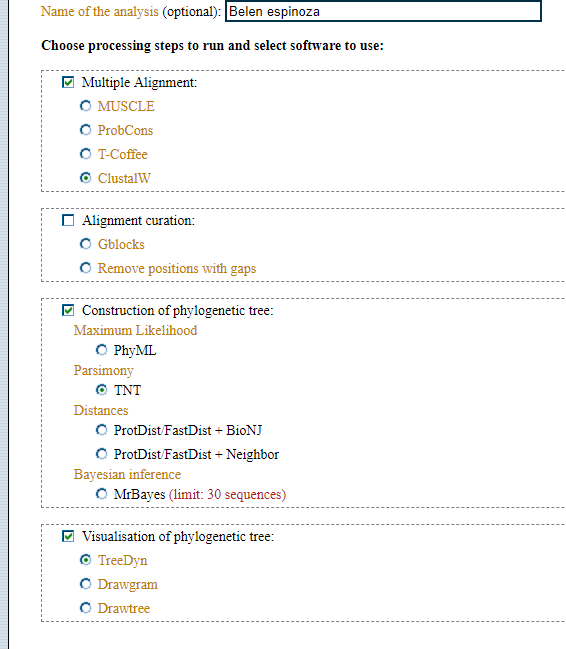 Name of the analysis (optional): Belen espinoza
Choose processing steps to run and select software to use:
Multiple Alignment:
MUSCLE
ProbCons
T-Coffee
ClustalW
Alignment curation:
Gblocks
Remove positions with gaps
Construction of phylogenetic tree:
Maximum Likelihood
PhyML
Parsimony
TNT
Distances
ProtDist/FastDist + BioNJ
ProtDist/FastDist + Neighbor
Bayesian inference
MrBayes (limit: 30 sequences)
Visualisation of phylogenetic tree:
TreeDyn
Drawgram
Drawtree